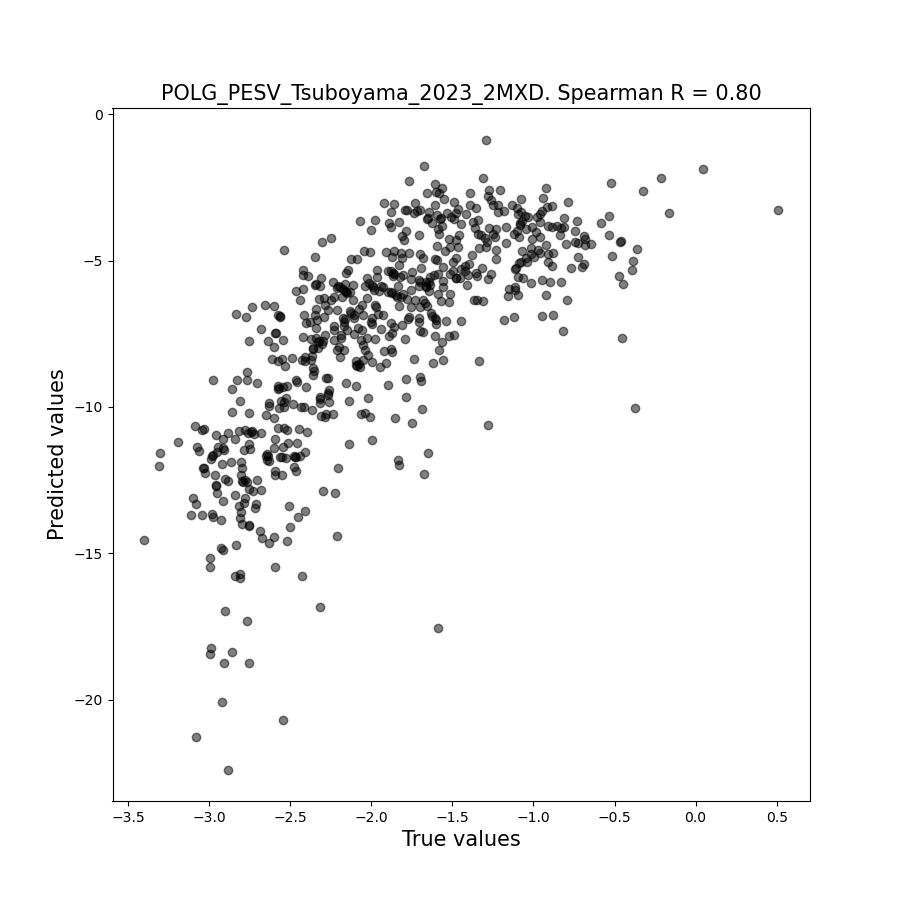 POLG_PESV_Tsuboyama_2023_2MXD. Spearman R = 0.80
0
−5
−10
−15
−20
Predicted values
−3.5 −3.0 −2.5 −2.0 −1.5 −1.0 −0.5 0.0 0.5
True values